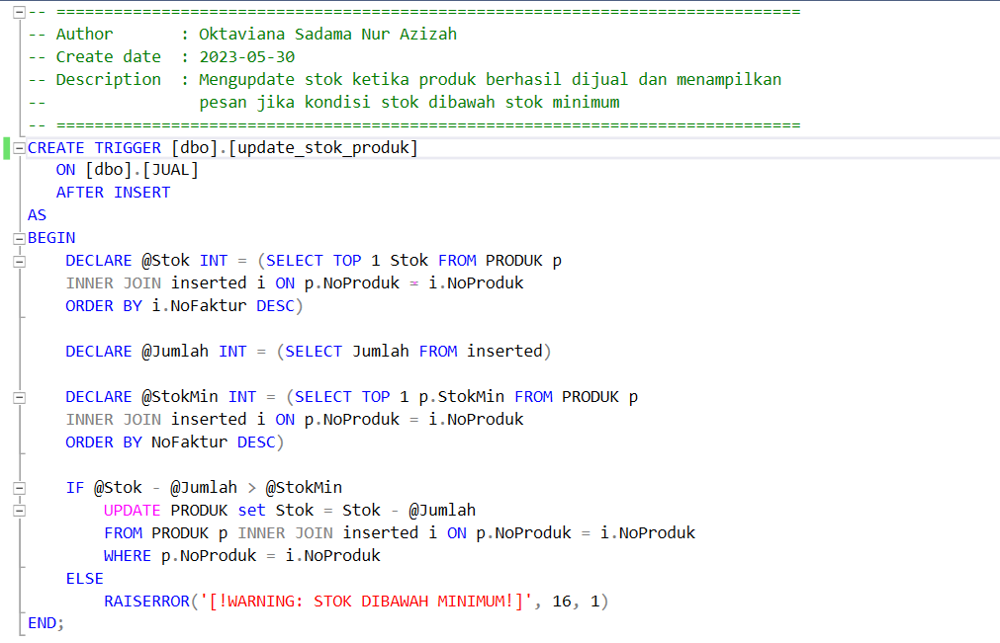 -- ==============================================================================
-- Author       : Oktaviana Sadama Nur Azizah
-- Create date  : 2023-05-30
-- Description  : Mengupdate stok ketika produk berhasil dijual dan menampilkan
--                pesan jika kondisi stok dibawah stok minimum
-- ==============================================================================
CREATE TRIGGER [dbo].[update_stok_produk]
   ON [dbo].[JUAL]
   AFTER INSERT
AS
BEGIN
    DECLARE @Stok INT = (SELECT TOP 1 Stok FROM PRODUK p
    INNER JOIN inserted i ON p.NoProduk = i.NoProduk
    ORDER BY i.NoFaktur DESC)

    DECLARE @Jumlah INT = (SELECT Jumlah FROM inserted)

    DECLARE @StokMin INT = (SELECT TOP 1 p.StokMin FROM PRODUK p
    INNER JOIN inserted i ON p.NoProduk = i.NoProduk
    ORDER BY NoFaktur DESC)

    IF @Stok - @Jumlah > @StokMin
        UPDATE PRODUK set Stok = Stok - @Jumlah
        FROM PRODUK p INNER JOIN inserted i ON p.NoProduk = i.NoProduk
        WHERE p.NoProduk = i.NoProduk
    ELSE
        RAISERROR('[!WARNING: STOK DIBAWAH MINIMUM!]', 16, 1)
END;